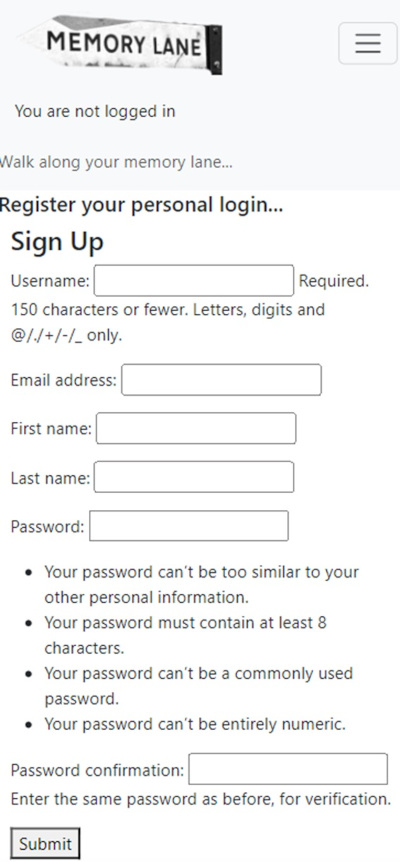 MEMORY LANE
You are not logged in
Walk along your memory lane...
Register your personal login...
Sign Up
Username: Required.
150 characters or fewer. Letters, digits and
@/./+/-/_ only.
Email address:
First name:
Last name:
Password:
• Your password can't be too similar to your
other personal information.
• Your password must contain at least 8
characters.
• Your password can't be a commonly used
password.
• Your password can't be entirely numeric.
Password confirmation:
Enter the same password as before, for verification.
Submit